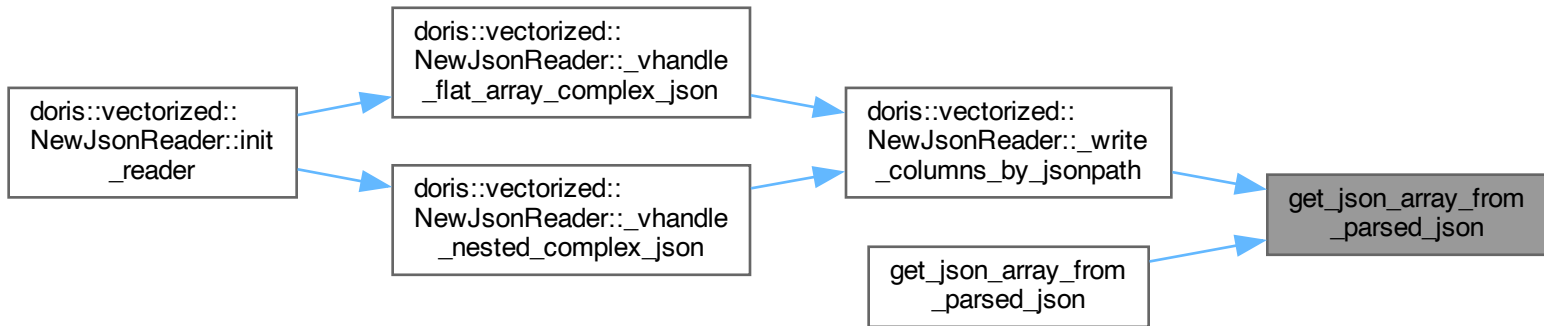 doris::vectorized::
NewJsonReader::init
_reader
doris::vectorized::
NewJsonReader::_vhandle
_flat_array_complex_json
doris::vectorized::
NewJsonReader::_vhandle
_nested_complex_json
doris::vectorized::
NewJsonReader::_write
_columns_by_jsonpath
get_json_array_from
_parsed_json
get_json_array_from
_parsed_json